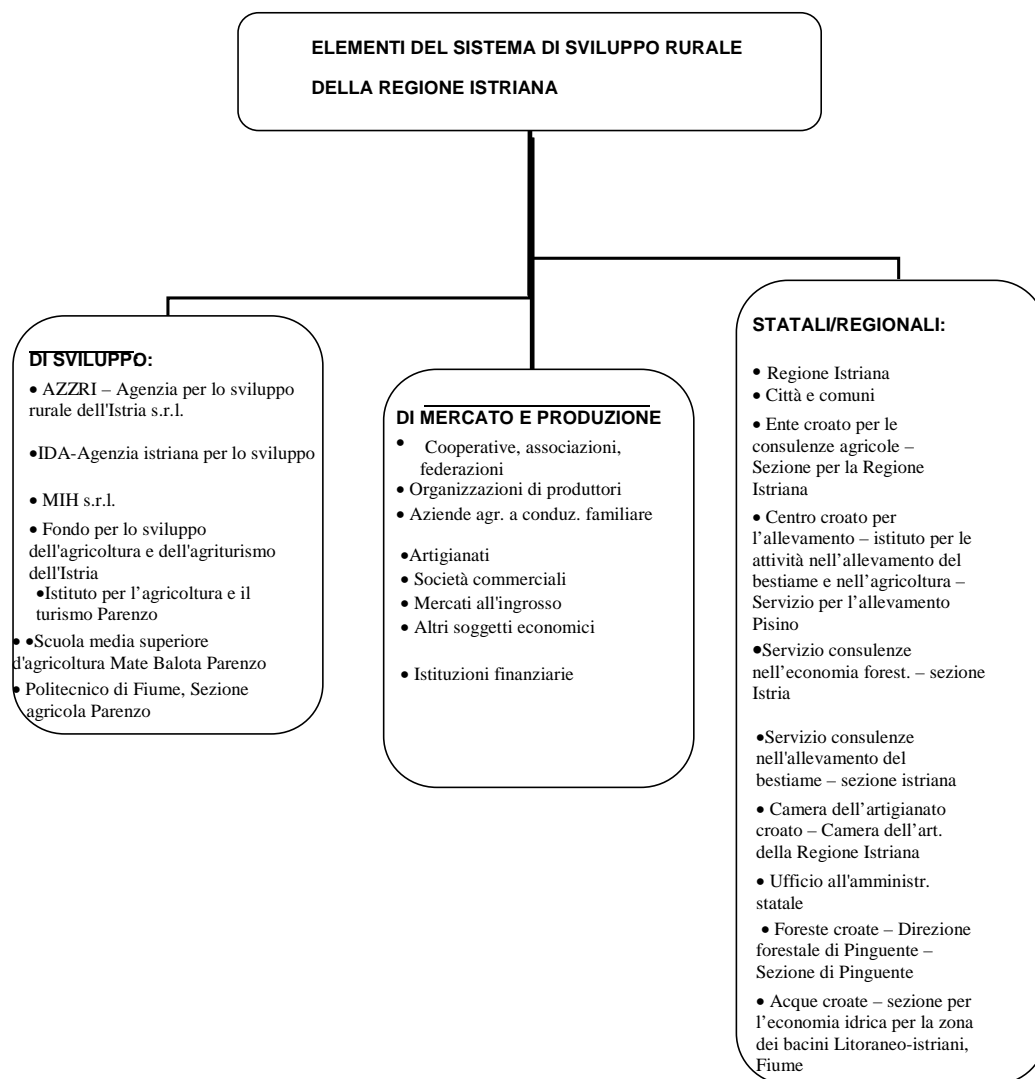 ELEMENTI DEL SISTEMA DI SVILUPPO RURALE
DELLA REGIONE ISTRIANA
DI SVILUPPO:
• AZZRI – Agenzia per lo sviluppo
rurale dell'Istria s.r.l.
•IDA-Agenzia istriana per lo sviluppo
• MIH s.r.l.
• Fondo per lo sviluppo
dell'agricoltura e dell'agriturismo
dell'Istria
•Istituto per l’agricoltura e il
turismo Parenzo
• •Scuola media superiore
d'agricoltura Mate Balota Parenzo
• Politecnico di Fiume, Sezione
agricola Parenzo
DI MERCATO E PRODUZIONE
• Cooperative, associazioni,
federazioni
• Organizzazioni di produttori
• Aziende agr. a conduz. familiare
•Artigianati
• Società commerciali
• Mercati all'ingrosso
• Altri soggetti economici
• Istituzioni finanziarie
STATALI/REGIONALI:
• Regione Istriana
• Città e comuni
• Ente croato per le
consulenze agricole –
Sezione per la Regione
Istriana
• Centro croato per
l’allevamento – istituto per le
attività nell’allevamento del
bestiame e nell’agricoltura –
Servizio per l’allevamento
Pisino
•Servizio consulenze
nell’economia forest. – sezione
Istria
•Servizio consulenze
nell'allevamento del
bestiame – sezione istriana
• Camera dell’artigianato
croato – Camera dell’art.
della Regione Istriana
• Ufficio all'amministr.
statale
• Foreste croate – Direzione
forestale di Pinguente –
Sezione di Pinguente
• Acque croate – sezione per
l’economia idrica per la zona
dei bacini Litoraneo-istriani,
Fiume